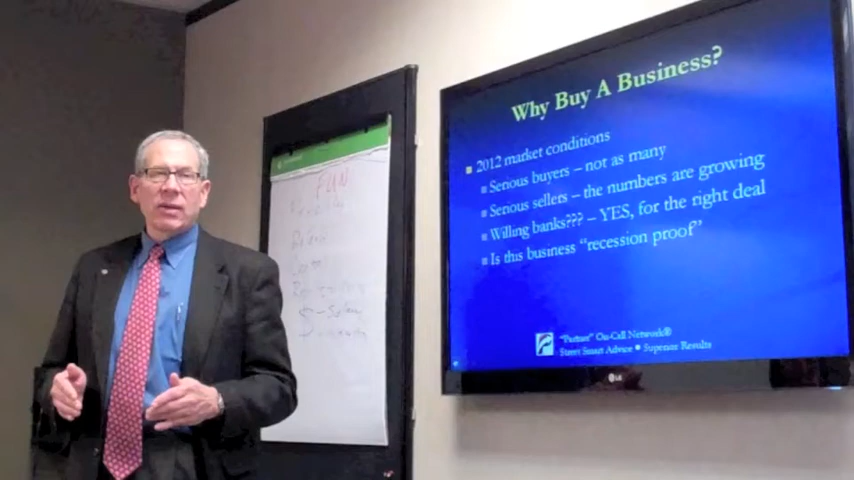 FUN
$ - Salary
Why Buy A Business?
2012 market conditions
Serious buyers – not as many
Serious sellers – the numbers are growing
Willing banks??? – YES, for the right deal
Is this business “recession proof”
"Partner" On-Call Network®
Street Smart Advice • Superior Results
LG